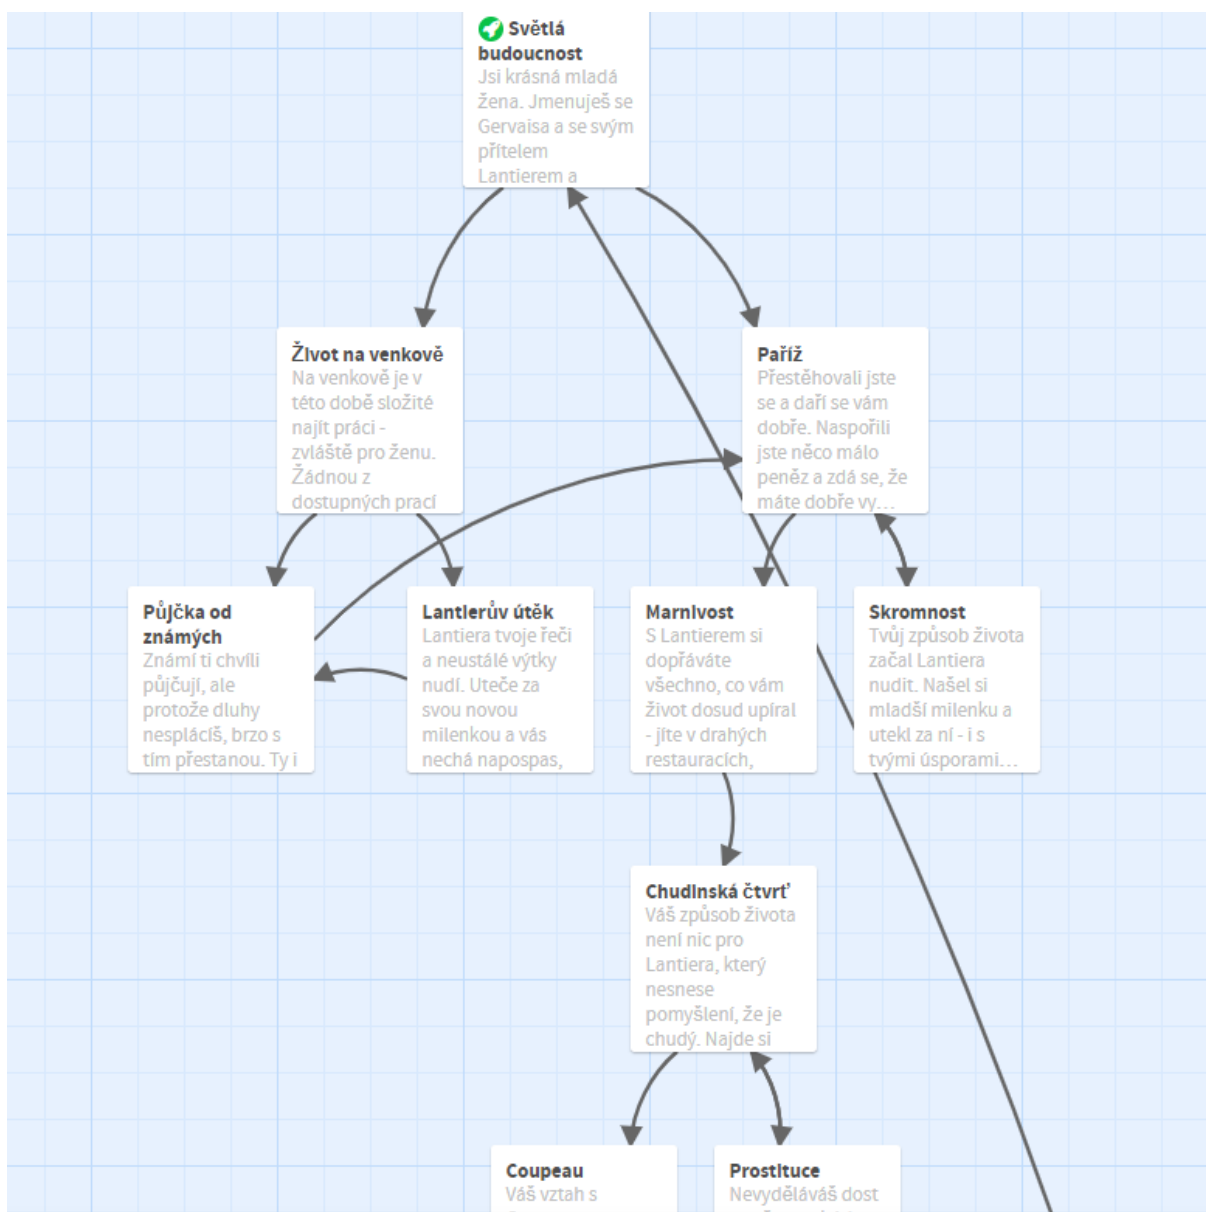 Světlá
budoucnost
Jsi krásná mladá
žena. Jmenuješ se
Gervaisa a se svým
přítelem
Lantierem a
Život na venkově
Na venkově je v
této době složité
najít práci -
zvláště pro ženu.
Žádnou z
dostupných prací
Paříž
Přestěhovali jste
se a daří se vám
dobře. Naspořili
jste něco málo
peněz a zdá se, že
máte dobře vy...
Půjčka od
známých
Známí ti chvíli
půjčují, ale
protože dluhy
nesplácíš, brzo s
tím přestanou. Ty i
Lantierův útěk
Lantiera tvoje řeči
a neustálé výtky
nudí. Uteče za
svou novou
milenkou a vás
nechá napospas,
Marnivost
S Lantierem si
dopřáváte
všechno, co vám
život dosud upíral
- jíte v drahých
restauracích,
Skromnost
Tvůj způsob života
začal Lantiera
nudit. Našel si
mladší milenku a
utekl za ní - i s
tvými úsporami...
Chudinská čtvrť
Váš způsob života
není nic pro
Lantiera, který
nesnese
pomyšlení, že je
chudý. Najde si
Coupeau
Váš vztah s
Prostituce
Nevyděláváš dost